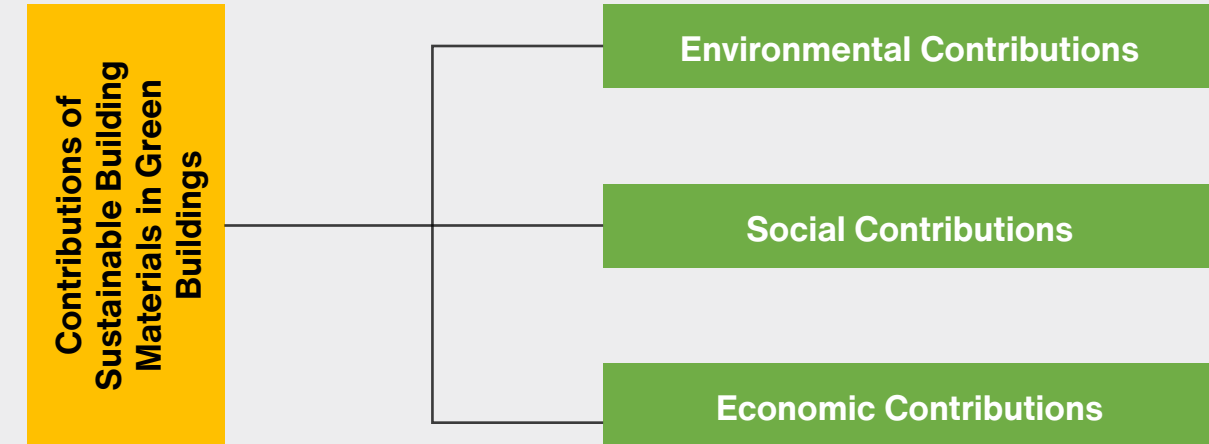 Contributions of
Sustainable Building
Materials in Green
Buildings
Environmental Contributions
Social Contributions
Economic Contributions